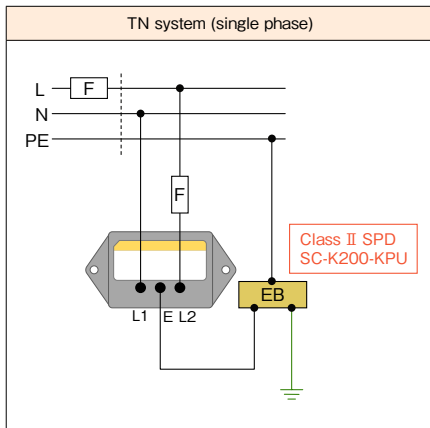 TN system (single phase)
L
F
N
PE
F
Class Ⅱ SPD
SC-K200-KPU
EB
L1 E L2